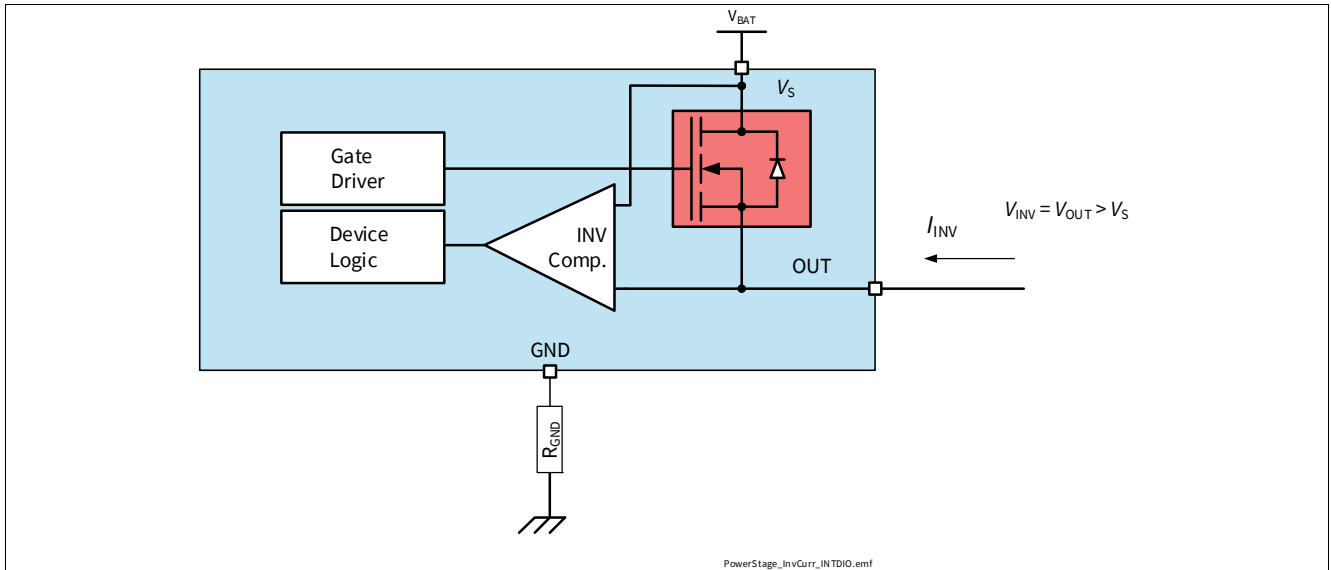 VBAT
VS
Gate
Driver
Device
Logic
INV
Comp.
OUT
IINV
VINV = VOUT > VS
GND
RGND
PowerStage_InvCurr_INTDIO.emf